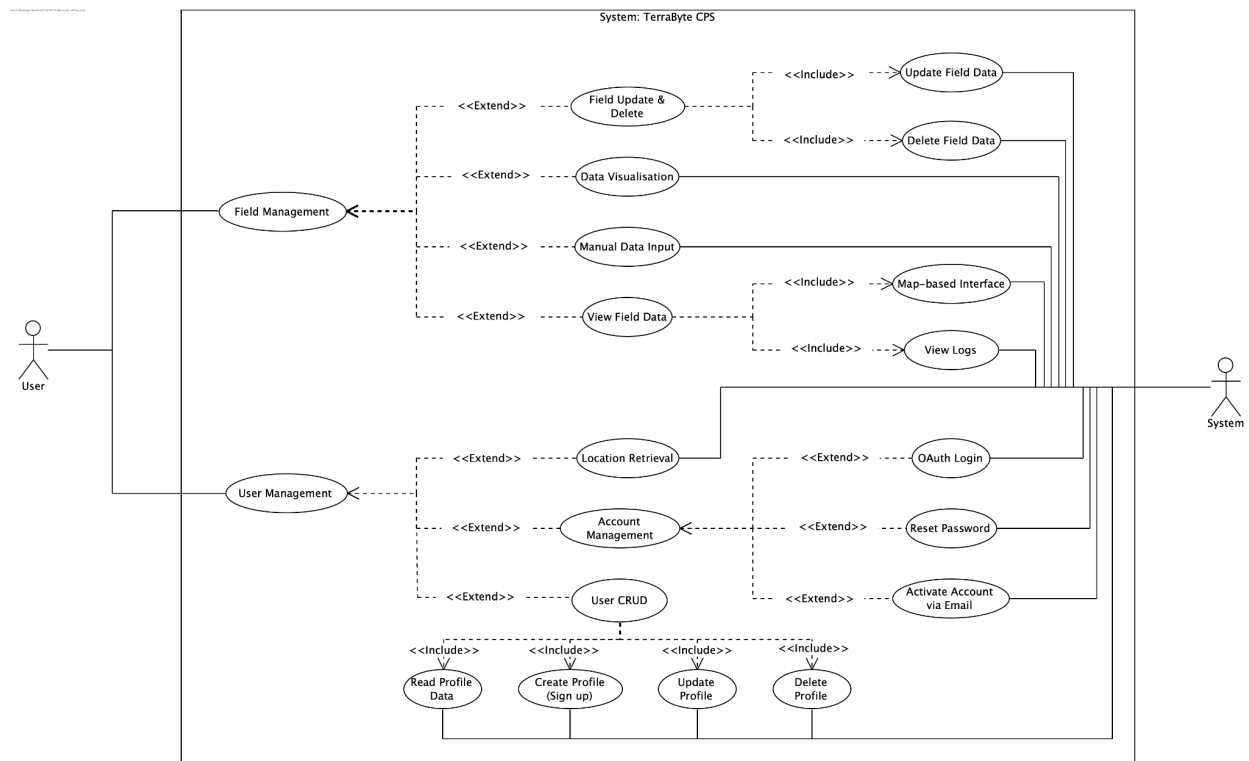 System: TerraByte CPS
<<Include>>
Update Field Data
<<Extend>>
Field Update &
Delete
<<Include>>
Delete Field Data
<<Extend>>
Data Visualisation
Field Management
<<Extend>>
Manual Data Input
<<Include>>
Map-based Interface
<<Extend>>
View Field Data
<<Include>>
View Logs
User
System
<<Extend>>
Location Retrieval
<<Extend>>
OAuth Login
User Management
<<Extend>>
Account
Management
<<Extend>>
Reset Password
<<Extend>>
User CRUD
<<Extend>>
Activate Account
via Email
<<Include>>
<<Include>>
<<Include>>
<<Include>>
Read Profile
Data
Create Profile
(Sign up)
Update
Profile
Delete
Profile